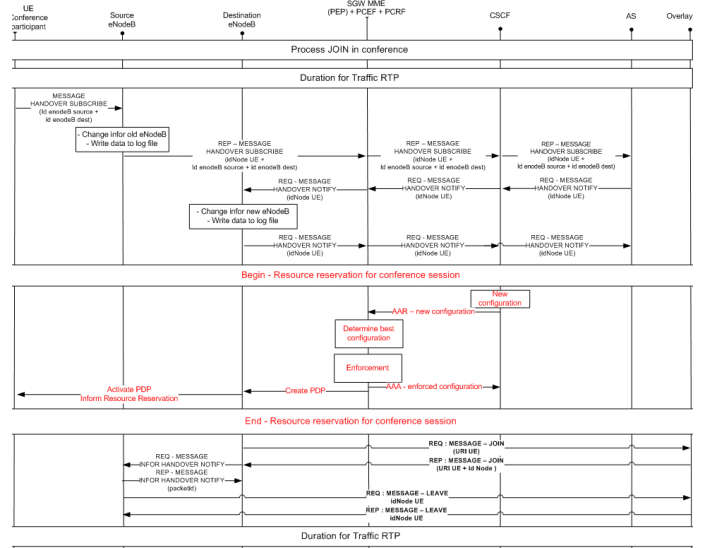 UE
Conference
participant
Source
eNodeB
Destination
eNodeB
SGW MME
(PEP) + PCEF + PCRF
CSCF
AS
Overlay
Process JOIN in conference
Duration for Traffic RTP
MESSAGE
HANDOVER SUBSCRIBE
(Id enodeB source +
id enodeB dest)
- Change infor old eNodeB
- Write data to log file
REP – MESSAGE
HANDOVER SUBSCRIBE
(idNode UE +
Id enodeB source + id enodeB dest)
REP – MESSAGE
HANDOVER SUBSCRIBE
(idNode UE +
Id enodeB source + id enodeB dest)
REP – MESSAGE
HANDOVER SUBSCRIBE
(idNode UE +
Id enodeB source + id enodeB dest)
REQ - MESSAGE
HANDOVER NOTIFY
(idNode UE)
REQ - MESSAGE
HANDOVER NOTIFY
(idNode UE)
REQ - MESSAGE
HANDOVER NOTIFY
(idNode UE)
- Change infor new eNodeB
- Write data to log file
REQ - MESSAGE
HANDOVER NOTIFY
(idNode UE)
REQ - MESSAGE
HANDOVER NOTIFY
(idNode UE)
REQ - MESSAGE
HANDOVER NOTIFY
(idNode UE)
Begin - Resource reservation for conference session
New
configuration
AAR – new configuration
Determine best
configuration
Enforcement
AAA - enforced configuration
Create PDP
Activate PDP
Inform Resource Reservation
End - Resource reservation for conference session
REQ : MESSAGE – JOIN
(URI UE)
REQ - MESSAGE
INFOR HANDOVER NOTIFY
REP : MESSAGE – JOIN
(URI UE + Id Node )
REP - MESSAGE
INFOR HANDOVER NOTIFY
(packetid)
REQ : MESSAGE – LEAVE
idNode UE
REP : MESSAGE – LEAVE
idNode UE
Duration for Traffic RTP